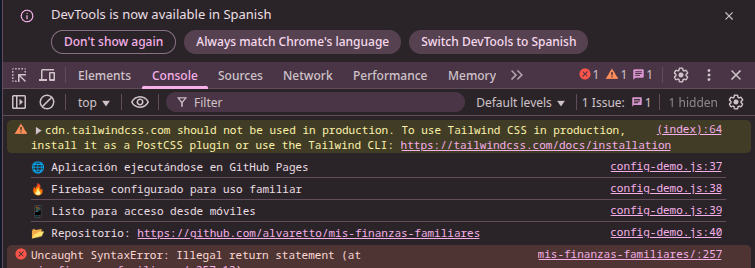 DevTools is now available in Spanish
Don't show again Always match Chrome's language Switch DevTools to Spanish
Elements Console Sources Network Performance Memory 1 1 1
top Filter Default levels 1 Issue: 1 1 hidden
cdn.tailwindcss.com should not be used in production. To use Tailwind CSS in production, (index):64
install it as a PostCSS plugin or use the Tailwind CLI: https://tailwindcss.com/docs/installation
🌐 Aplicación ejecutándose en GitHub Pages config-demo.js:37
🔥 Firebase configurado para uso familiar config-demo.js:38
📱 Listo para acceso desde móviles config-demo.js:39
📂 Repositorio: https://github.com/alvaretto/mis-finanzas-familiares config-demo.js:40
Uncaught SyntaxError: Illegal return statement (at mis-finanzas-familiares/:257